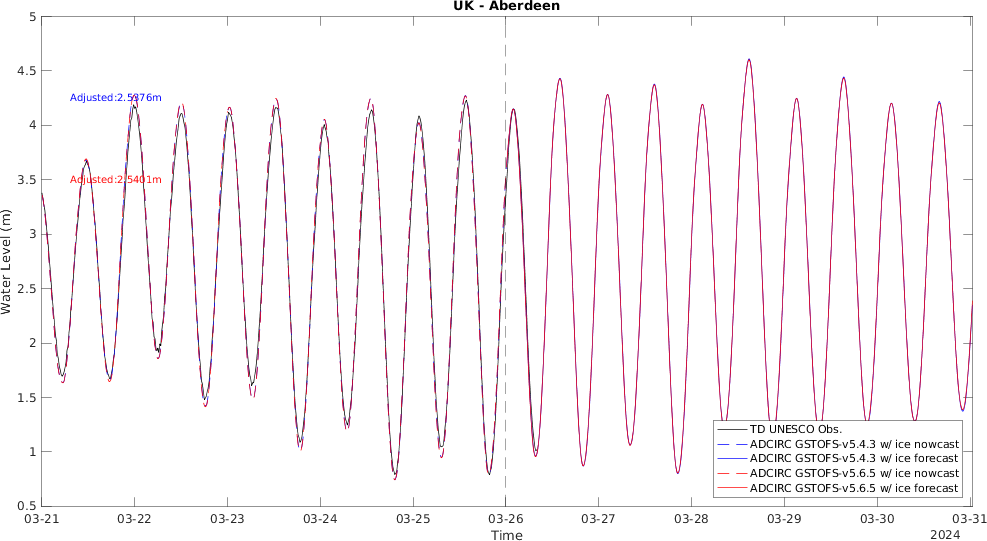 UK - Aberdeen
5
4.5
4
3.5
3
2.5
2
1.5
1
0.5
Water Level (m)
Adjusted:2.5376m
Adjusted:2.5401m
TD UNESCO Obs.
ADCIRC GSTOFS-v5.4.3 w/ ice nowcast
ADCIRC GSTOFS-v5.4.3 w/ ice forecast
ADCIRC GSTOFS-v5.6.5 w/ ice nowcast
ADCIRC GSTOFS-v5.6.5 w/ ice forecast
03-21 03-22 03-23 03-24 03-25 03-26 03-27 03-28 03-29 03-30 03-31
Time
2024